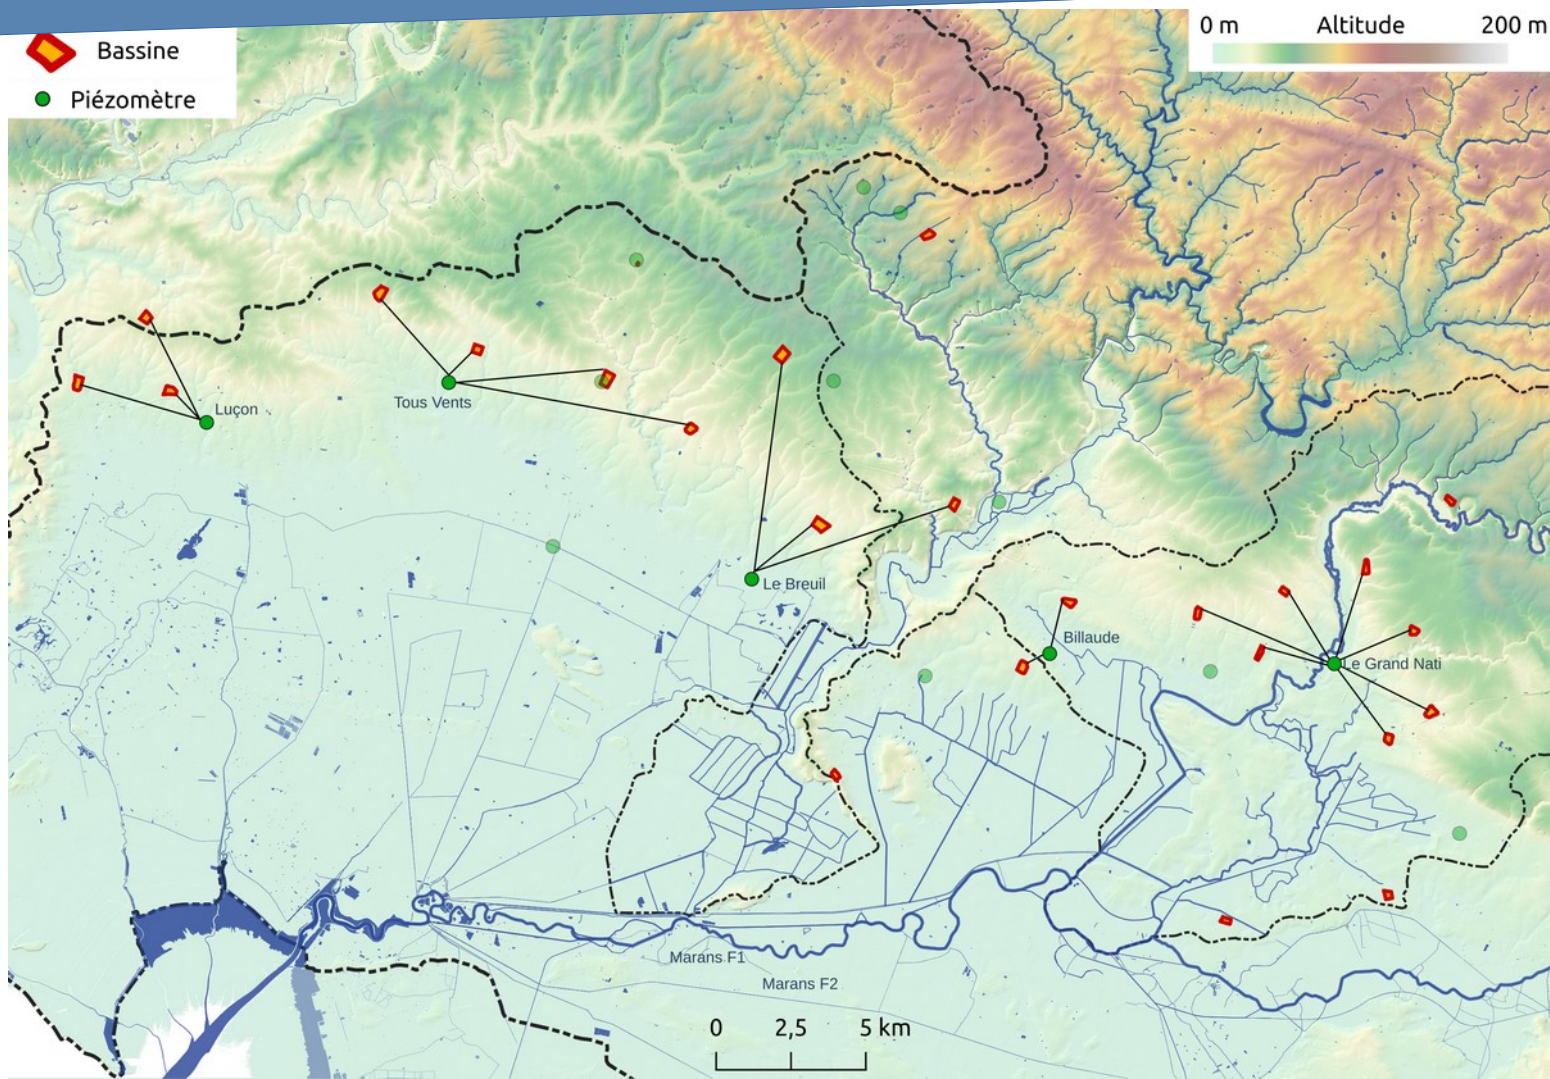 Bassine
Piézomètre
0 m Altitude 200 m
Luçon
Tous Vents
Le Breuil
Billaude
Le Grand Nati
Marans F1
Marans F2
0 2,5 5 km